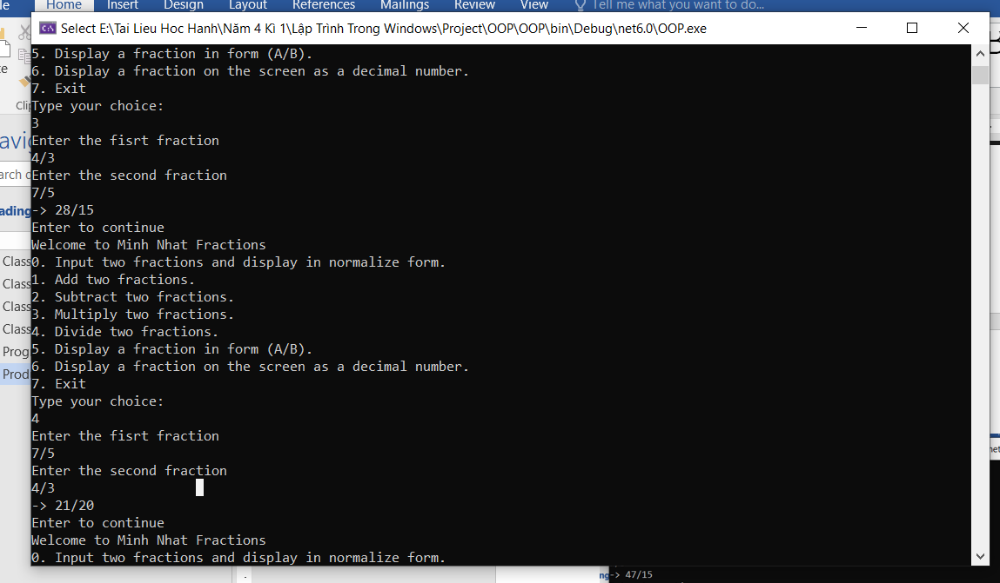 Home Insert Design Layout References Mailings Review View Tell me what you want to do...
Select E:\Tai Lieu Hoc Hanh\Năm 4 Kì 1\Lập Trình Trong Windows\Project\OOP\OOP\bin\Debug\net6.0\OOP.exe
5. Display a fraction in form (A/B).
6. Display a fraction on the screen as a decimal number.
7. Exit
Type your choice:
3
Enter the fisrt fraction
4/3
Enter the second fraction
7/5
-> 28/15
Enter to continue
Welcome to Minh Nhat Fractions
0. Input two fractions and display in normalize form.
1. Add two fractions.
2. Subtract two fractions.
3. Multiply two fractions.
4. Divide two fractions.
5. Display a fraction in form (A/B).
6. Display a fraction on the screen as a decimal number.
7. Exit
Type your choice:
4
Enter the fisrt fraction
7/5
Enter the second fraction
4/3
-> 21/20
Enter to continue
Welcome to Minh Nhat Fractions
0. Input two fractions and display in normalize form.
Clip
avig
arch d
ading
Class
Class
Class
Class
Prog
Prod
-> 47/15